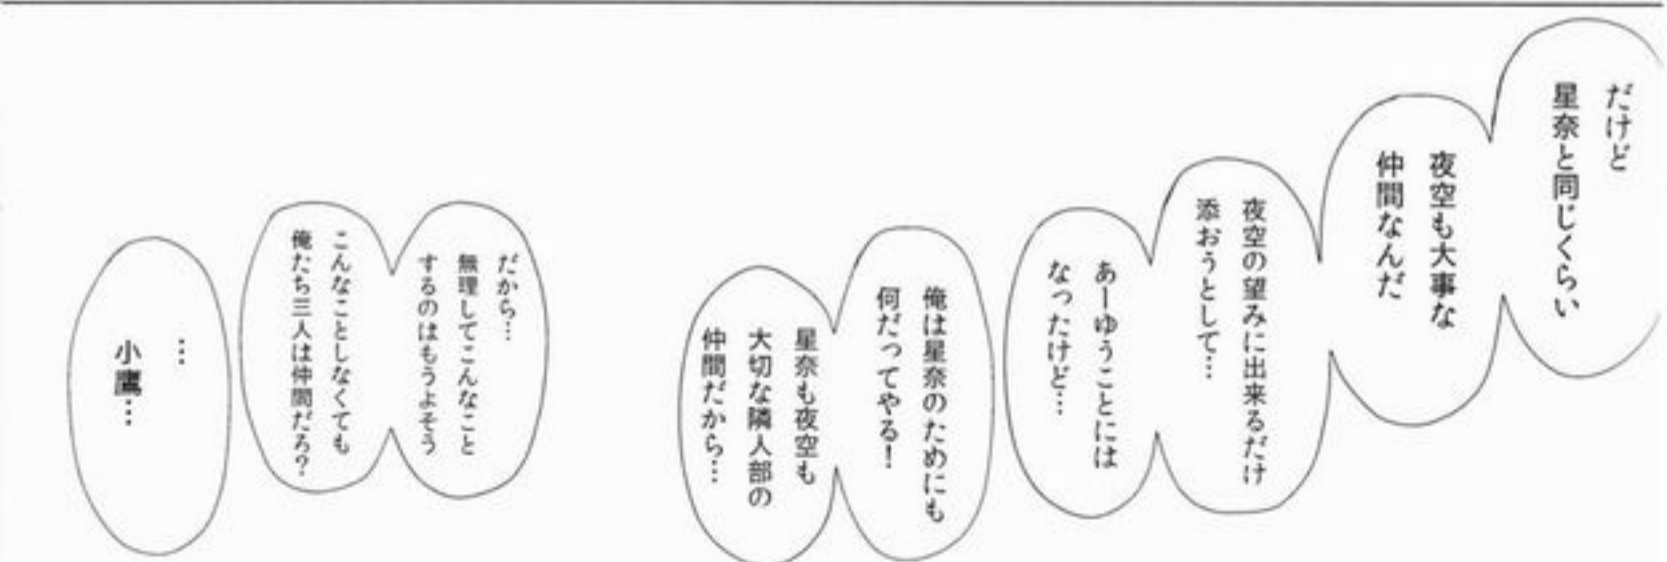 だけど
星奈と同じくらい
夜空も大事な
仲間なんだ
夜空の望みに出来るだけ
添おうとして…
あーゆうことには
なったけど…
俺は星奈のためにも
何だってやる！
星奈も夜空も
大切な隣人部の
仲間だから…
だから…
無理してこんなこと
するのはもうよそう
こんなことしなくても
俺たち三人は仲間だろ？
…
小鷹…